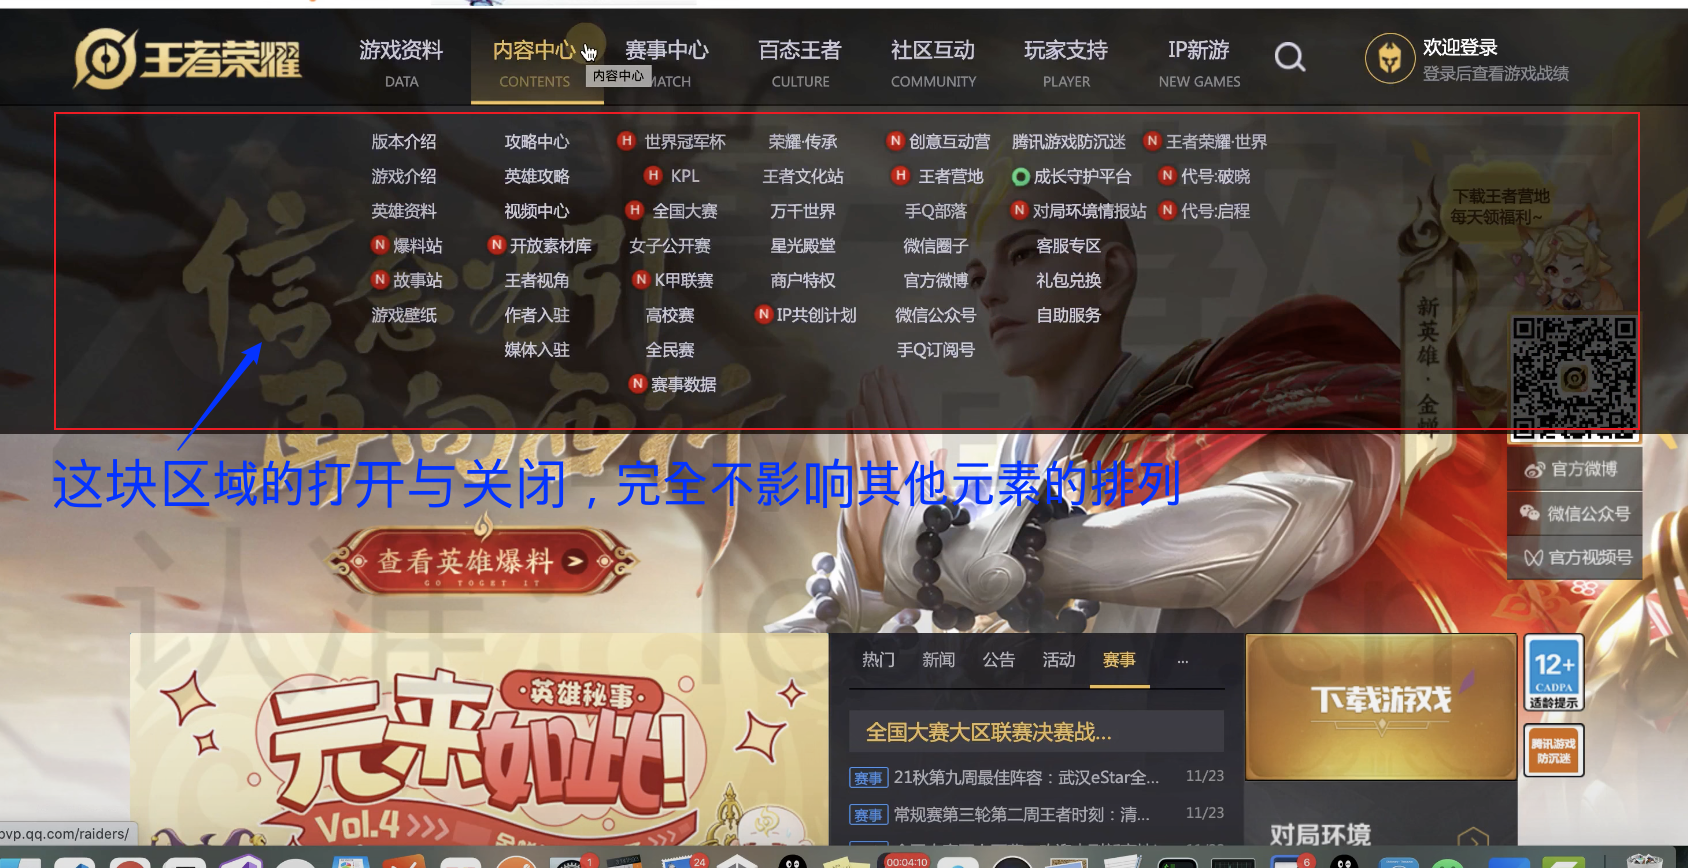 王者荣耀
游戏资料 内容中心 赛事中心 百态王者 社区互动 玩家支持 IP新游
DATA CONTENTS MATCH CULTURE COMMUNITY PLAYER NEW GAMES
内容中心
欢迎登录
登录后查看游戏战绩
版本介绍 攻略中心 H 世界冠军杯 荣耀·传承 N 创意互动营 腾讯游戏防沉迷 N 王者荣耀·世界
游戏介绍 英雄攻略 H KPL 王者文化站 H 王者营地 成长守护平台 N 代号:破晓
英雄资料 视频中心 H 全国大赛 万千世界 手Q部落 N 对局环境情报站 N 代号:启程
N 爆料站 N 开放素材库 女子公开赛 星光殿堂 微信圈子 客服专区
N 故事站 王者视角 N K甲联赛 商户特权 官方微博 礼包兑换
游戏壁纸 作者入驻 高校赛 N IP共创计划 微信公众号 自助服务
媒体入驻 全民赛 手Q订阅号
N 赛事数据
下载王者营地
每天领福利~
新英雄·金蝉
这块区域的打开与关闭，完全不影响其他元素的排列
官方微博
微信公众号
官方视频号
查看英雄爆料
GO TOGET IT
热门 新闻 公告 活动 赛事 ...
全国大赛大区联赛决赛战...
赛事 21秋第九周最佳阵容：武汉eStar全... 11/23
赛事 常规赛第三轮第二周王者时刻：清... 11/23
·英雄秘事·
元来如此!
Vol.4
下载游戏
12+
CADPA
适龄提示
腾讯游戏
防沉迷
对局环境
pvp.qq.com/raiders/
1
24
00:04:10
6